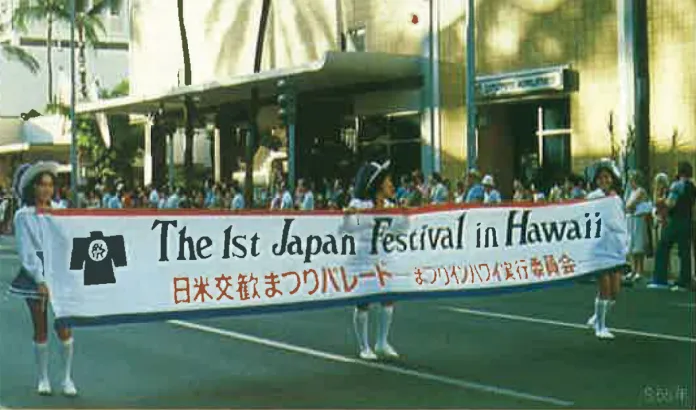 The 1st Japan Festival in Hawaii
日米交歓まつりパレード — まつりインハワイ実行委員会